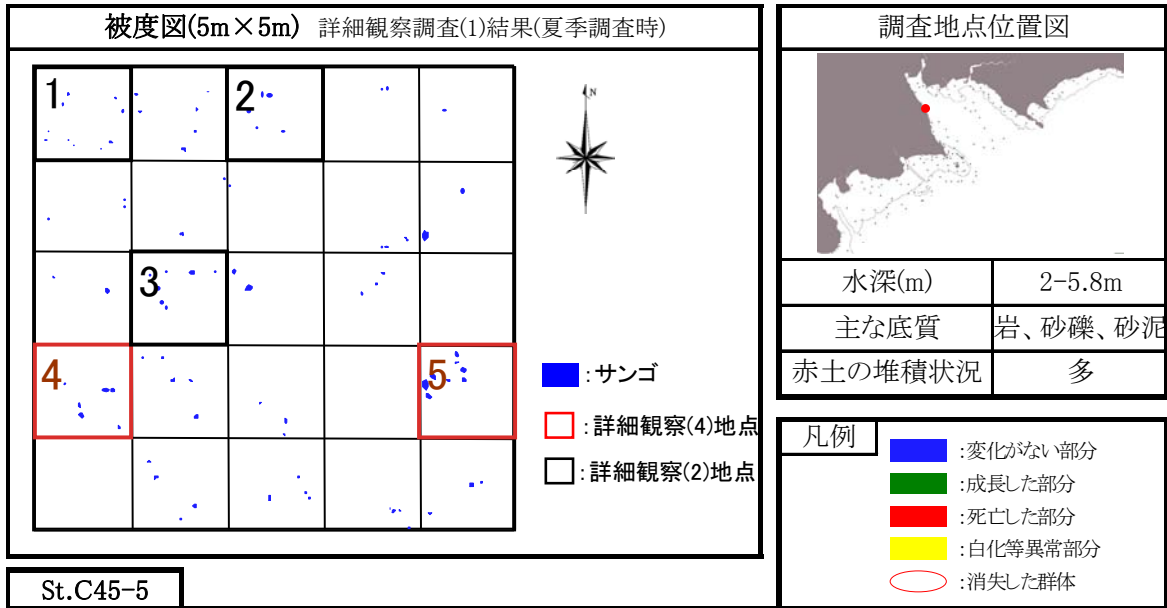 被度図(5m×5m) 詳細観察調査(1)結果(夏季調査時)
1
2
3
4
5
N
:サンゴ
:詳細観察(4)地点
:詳細観察(2)地点
St.C45-5
調査地点位置図
水深(m) 2-5.8m
主な底質 岩、砂礫、砂泥
赤土の堆積状況 多
凡例
:変化がない部分
:成長した部分
:死亡した部分
:白化等異常部分
:消失した群体